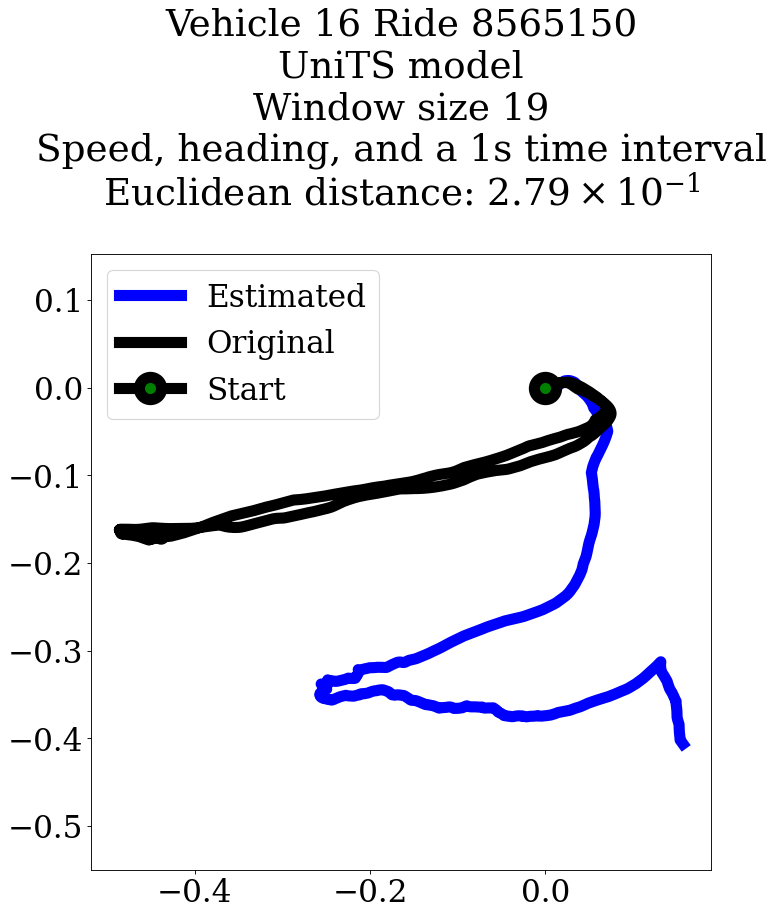 Vehicle 16 Ride 8565150
UniTS model
Window size 19
Speed, heading, and a 1s time interval
Euclidean distance: 2.79 × 10⁻¹
Estimated
Original
Start
0.1
0.0
−0.1
−0.2
−0.3
−0.4
−0.5
−0.4
−0.2
0.0